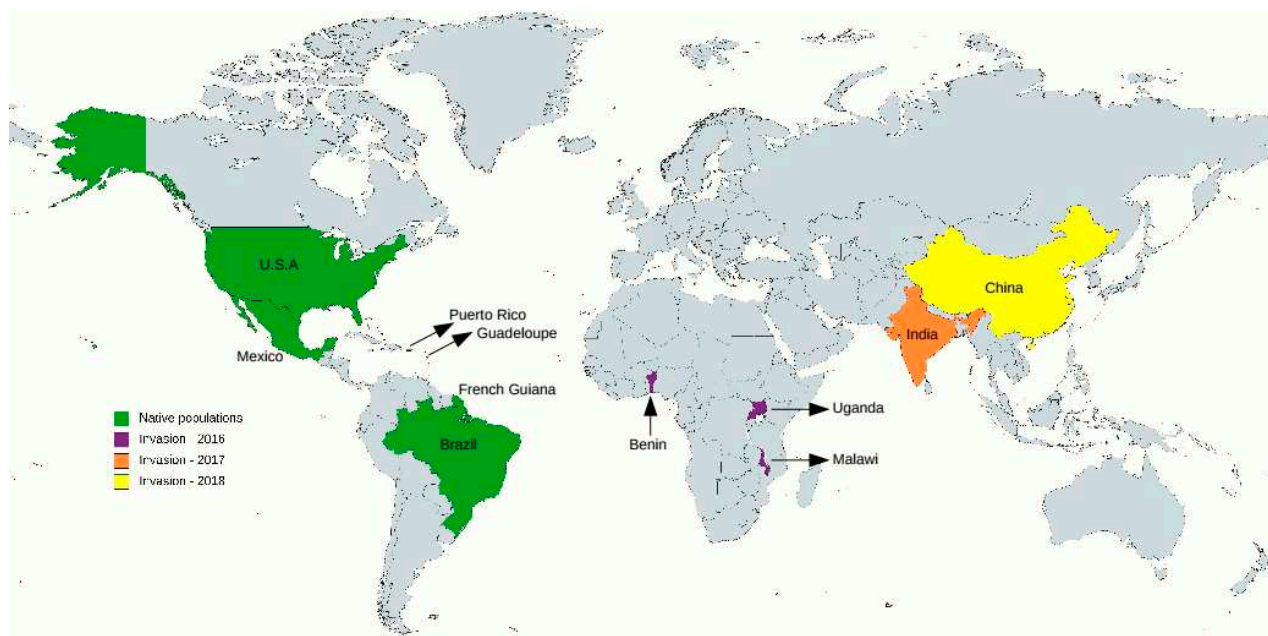 U.S.A
Puerto Rico
Guadeloupe
Mexico
French Guiana
Brazil
China
India
Benin
Uganda
Malawi
Native populations
Invasion - 2016
Invasion - 2017
Invasion - 2018